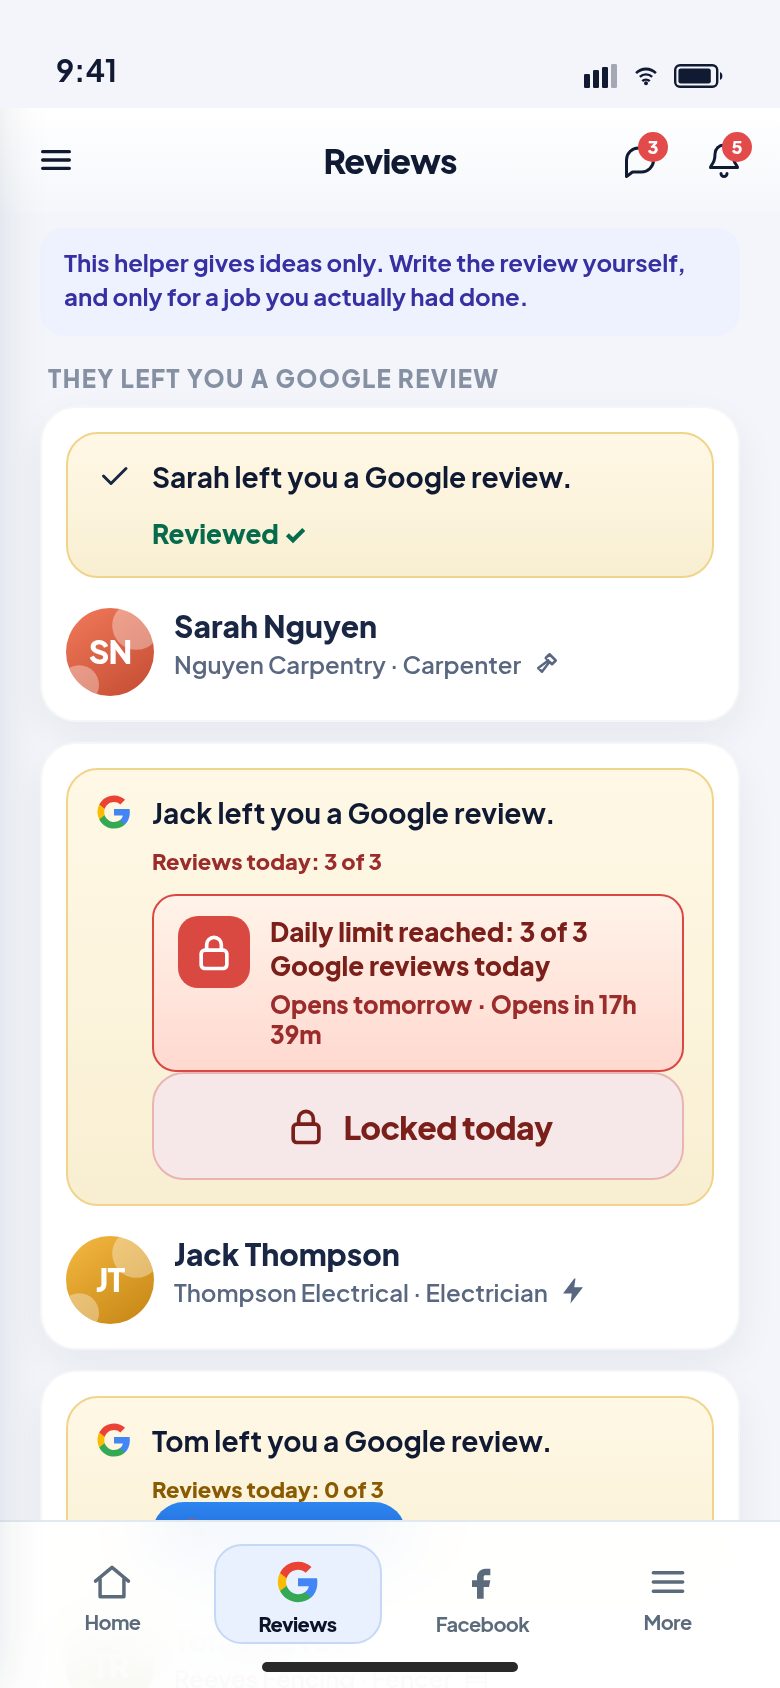 9:41
Reviews
3
5
This helper gives ideas only. Write the review yourself,
and only for a job you actually had done.
THEY LEFT YOU A GOOGLE REVIEW
Sarah left you a Google review.
Reviewed ✓
SN
Sarah Nguyen
Nguyen Carpentry · Carpenter
Jack left you a Google review.
Reviews today: 3 of 3
Daily limit reached: 3 of 3
Google reviews today
Opens tomorrow · Opens in 17h
39m
Locked today
JT
Jack Thompson
Thompson Electrical · Electrician
Tom left you a Google review.
Reviews today: 0 of 3
Home
Reviews
Facebook
More
Reeves Fencing · Fencer